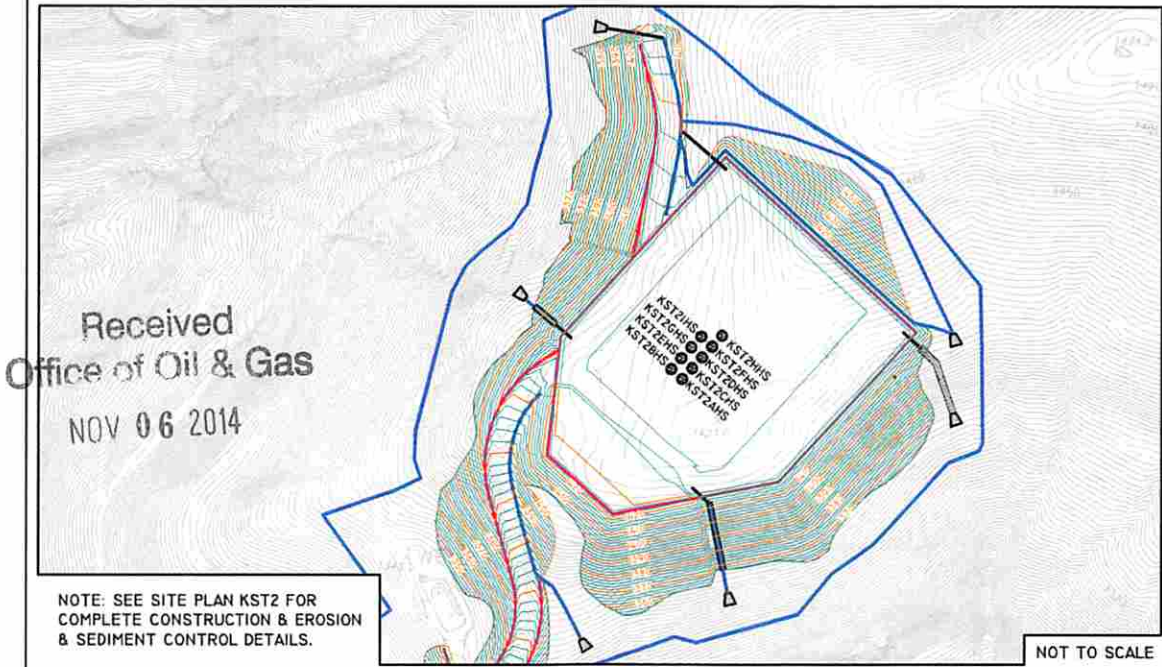 Received
Office of Oil & Gas
NOV 06 2014
KST2IHS
KST2GHS
KST2EHS
KST2BHS
KST2HHS
KST2FHS
KST2DHS
KST2CHS
KST2AHS
NOTE: SEE SITE PLAN KST2 FOR
COMPLETE CONSTRUCTION & EROSION
& SEDIMENT CONTROL DETAILS.
NOT TO SCALE